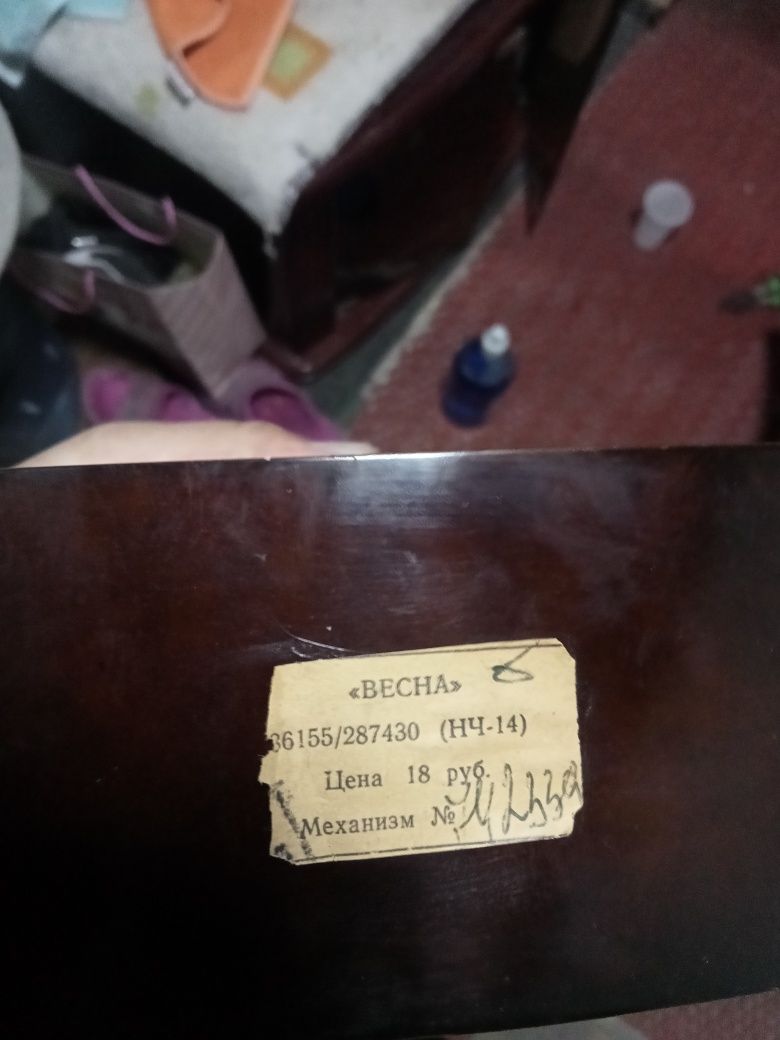 «ВЕСНА»
36155/287430 (НЧ-14)
Цена 18 руб.
Механизм №